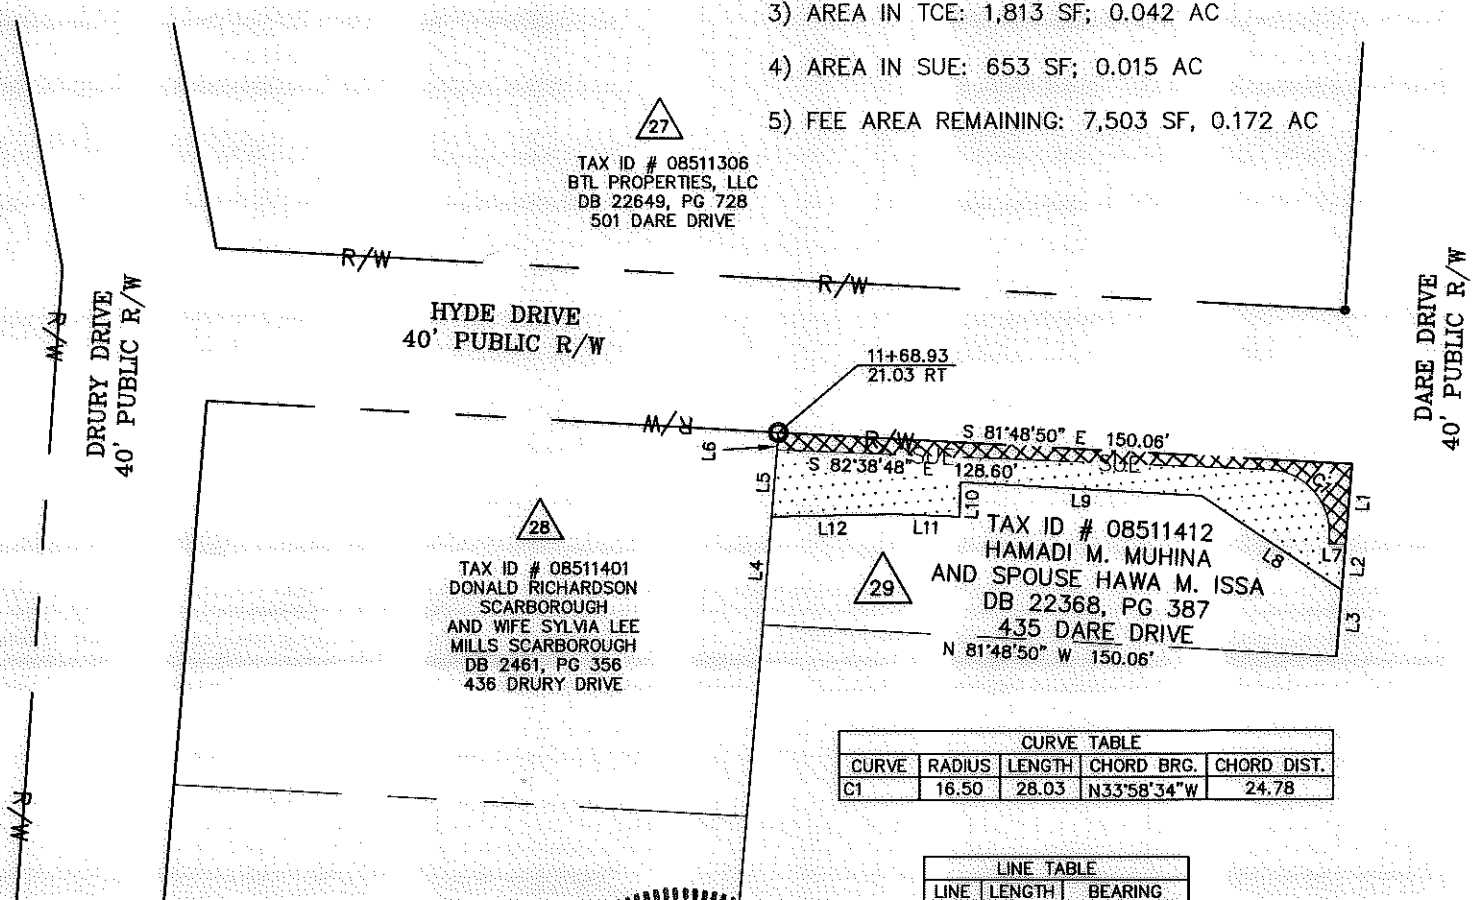 3) AREA IN TCE: 1,813 SF; 0.042 AC
4) AREA IN SUE: 653 SF; 0.015 AC
5) FEE AREA REMAINING: 7,503 SF, 0.172 AC
27
TAX ID # 08511306
BTL PROPERTIES, LLC
DB 22649, PG 728
501 DARE DRIVE
R/W
R/W
R/W
DRURY DRIVE
40' PUBLIC R/W
HYDE DRIVE
40' PUBLIC R/W
DARE DRIVE
40' PUBLIC R/W
11+68.93
21.03 RT
R/W
R/W
S 81°48'50" E 150.06'
L6
SUE
SUE
S 82°38'48" E 128.60'
C1
L1
L5
L10
L9
L12
L11
L7
L8
L2
L4
L3
28
TAX ID # 08511401
DONALD RICHARDSON
SCARBOROUGH
AND WIFE SYLVIA LEE
MILLS SCARBOROUGH
DB 2461, PG 356
436 DRURY DRIVE
29
TAX ID # 08511412
HAMADI M. MUHINA
AND SPOUSE HAWA M. ISSA
DB 22368, PG 387
435 DARE DRIVE
N 81°48'50" W 150.06'
R/W
CURVE TABLE
CURVE RADIUS LENGTH CHORD BRG. CHORD DIST.
C1 16.50 28.03 N33°58'34"W 24.78
LINE TABLE
LINE LENGTH BEARING